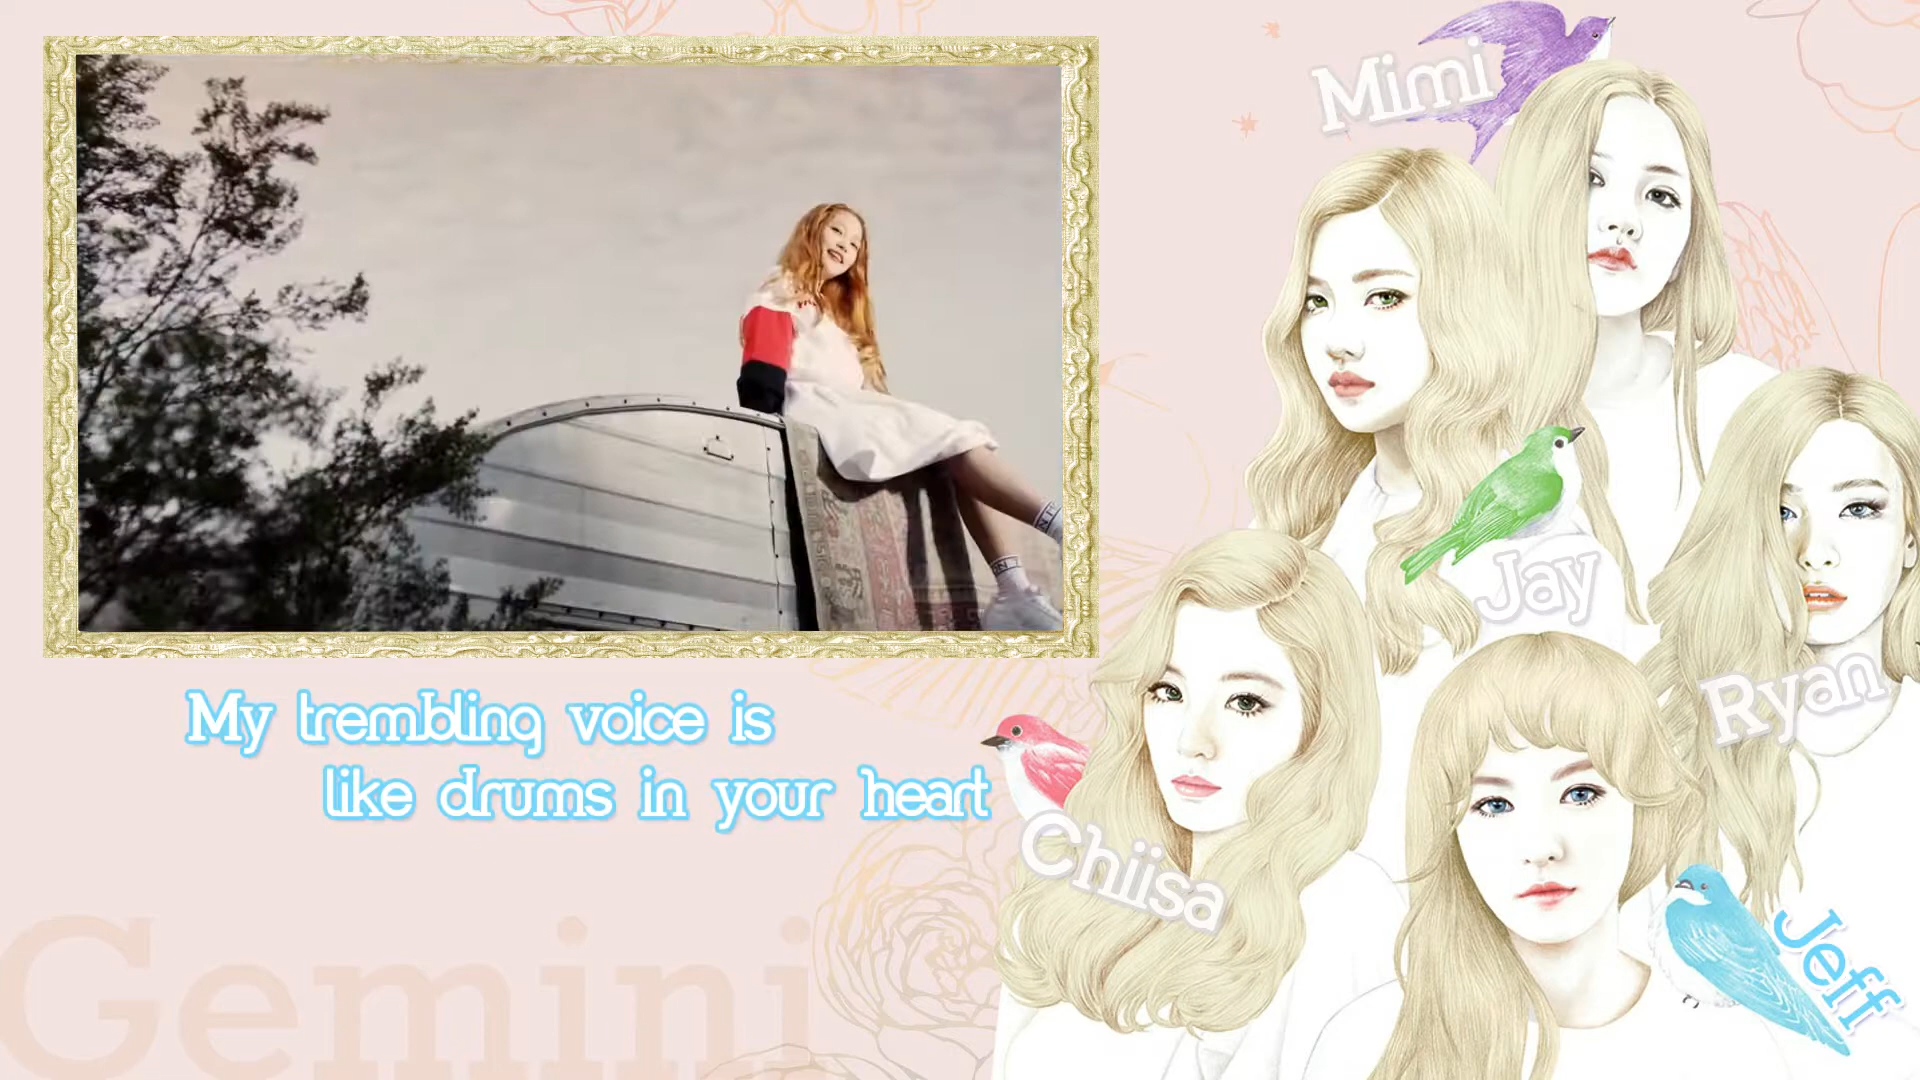 Mimi
Jay
Ryan
My trembling voice is
like drums in your heart
Chiisa
Jeff
Gemini